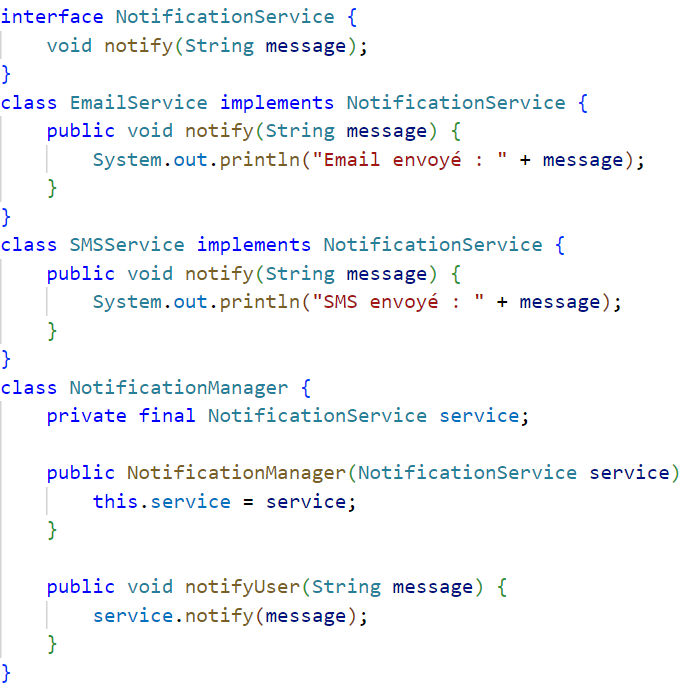 interface NotificationService {
    void notify(String message);
}
class EmailService implements NotificationService {
    public void notify(String message) {
        System.out.println("Email envoyé : " + message);
    }
}
class SMSService implements NotificationService {
    public void notify(String message) {
        System.out.println("SMS envoyé : " + message);
    }
}
class NotificationManager {
    private final NotificationService service;

    public NotificationManager(NotificationService service)
        this.service = service;
    }

    public void notifyUser(String message) {
        service.notify(message);
    }
}